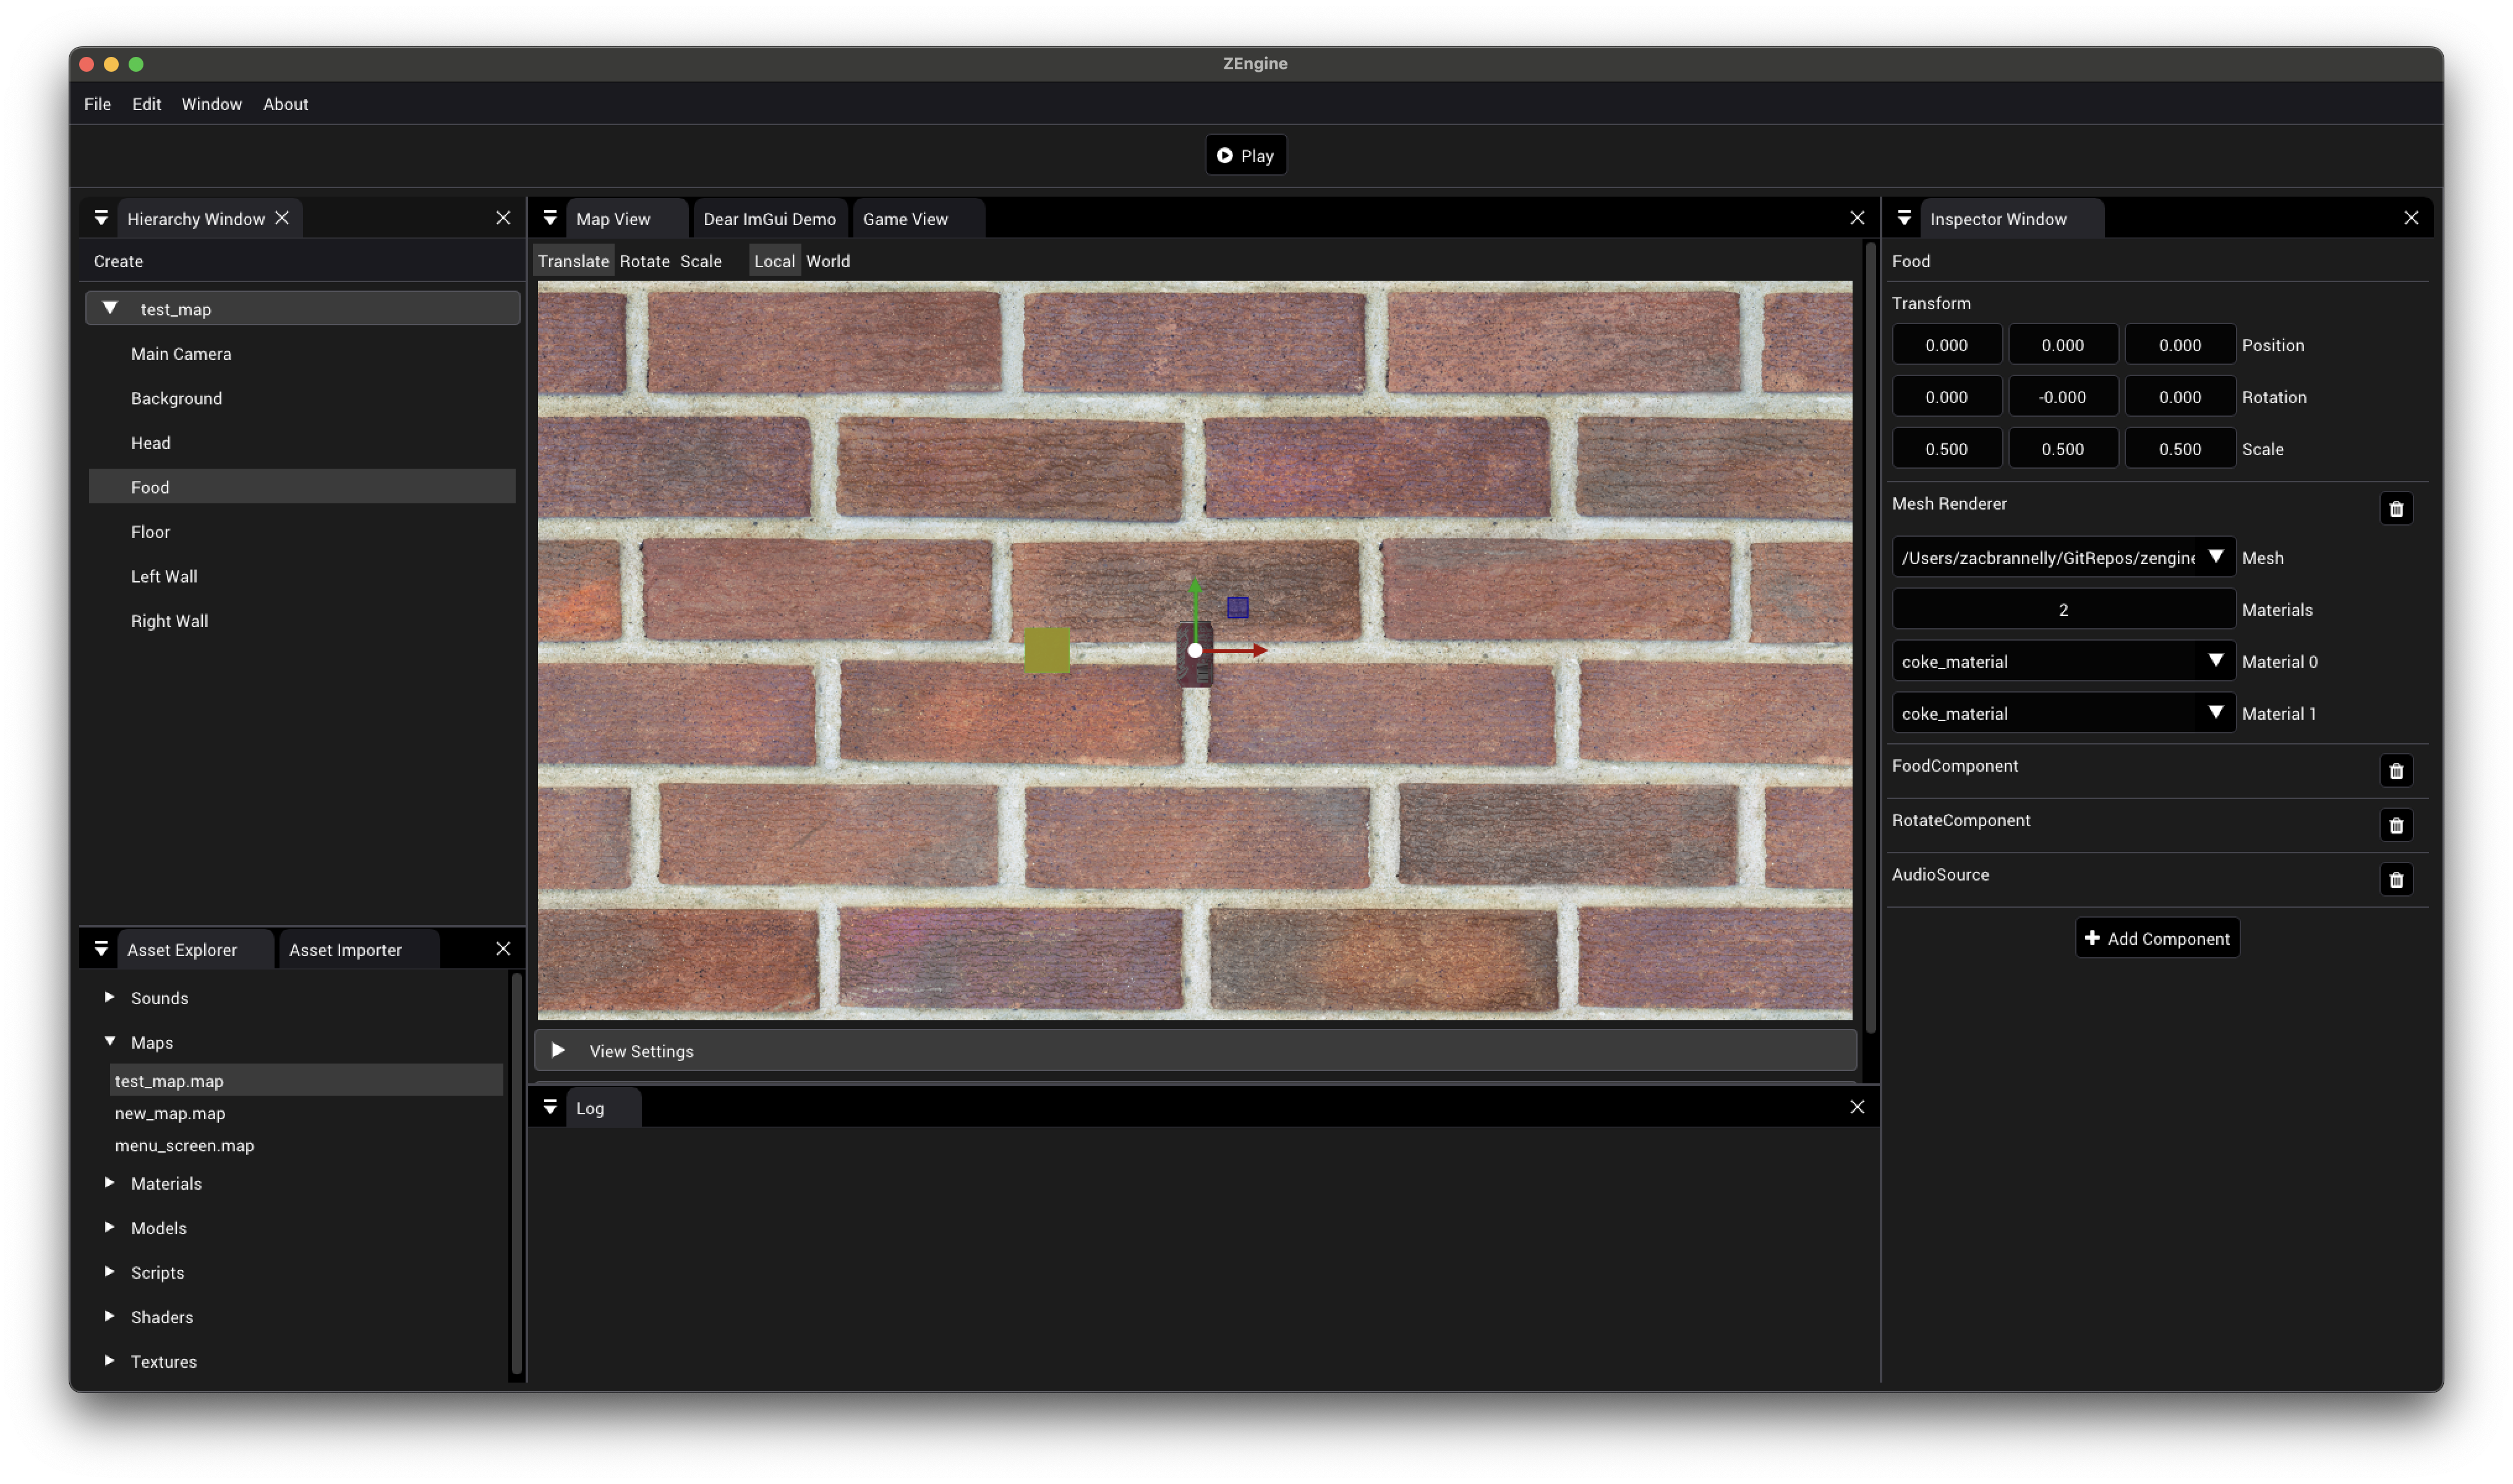 ZEngine
File Edit Window About
Play
Hierarchy Window
Create
test_map
Main Camera
Background
Head
Food
Floor
Left Wall
Right Wall
Asset Explorer Asset Importer
Sounds
Maps
test_map.map
new_map.map
menu_screen.map
Materials
Models
Scripts
Shaders
Textures
Map View Dear ImGui Demo Game View
Translate Rotate Scale Local World
View Settings
Log
Inspector Window
Food
Transform
0.000 0.000 0.000 Position
0.000 -0.000 0.000 Rotation
0.500 0.500 0.500 Scale
Mesh Renderer
/Users/zacbrannelly/GitRepos/zengine Mesh
2 Materials
coke_material Material 0
coke_material Material 1
FoodComponent
RotateComponent
AudioSource
Add Component